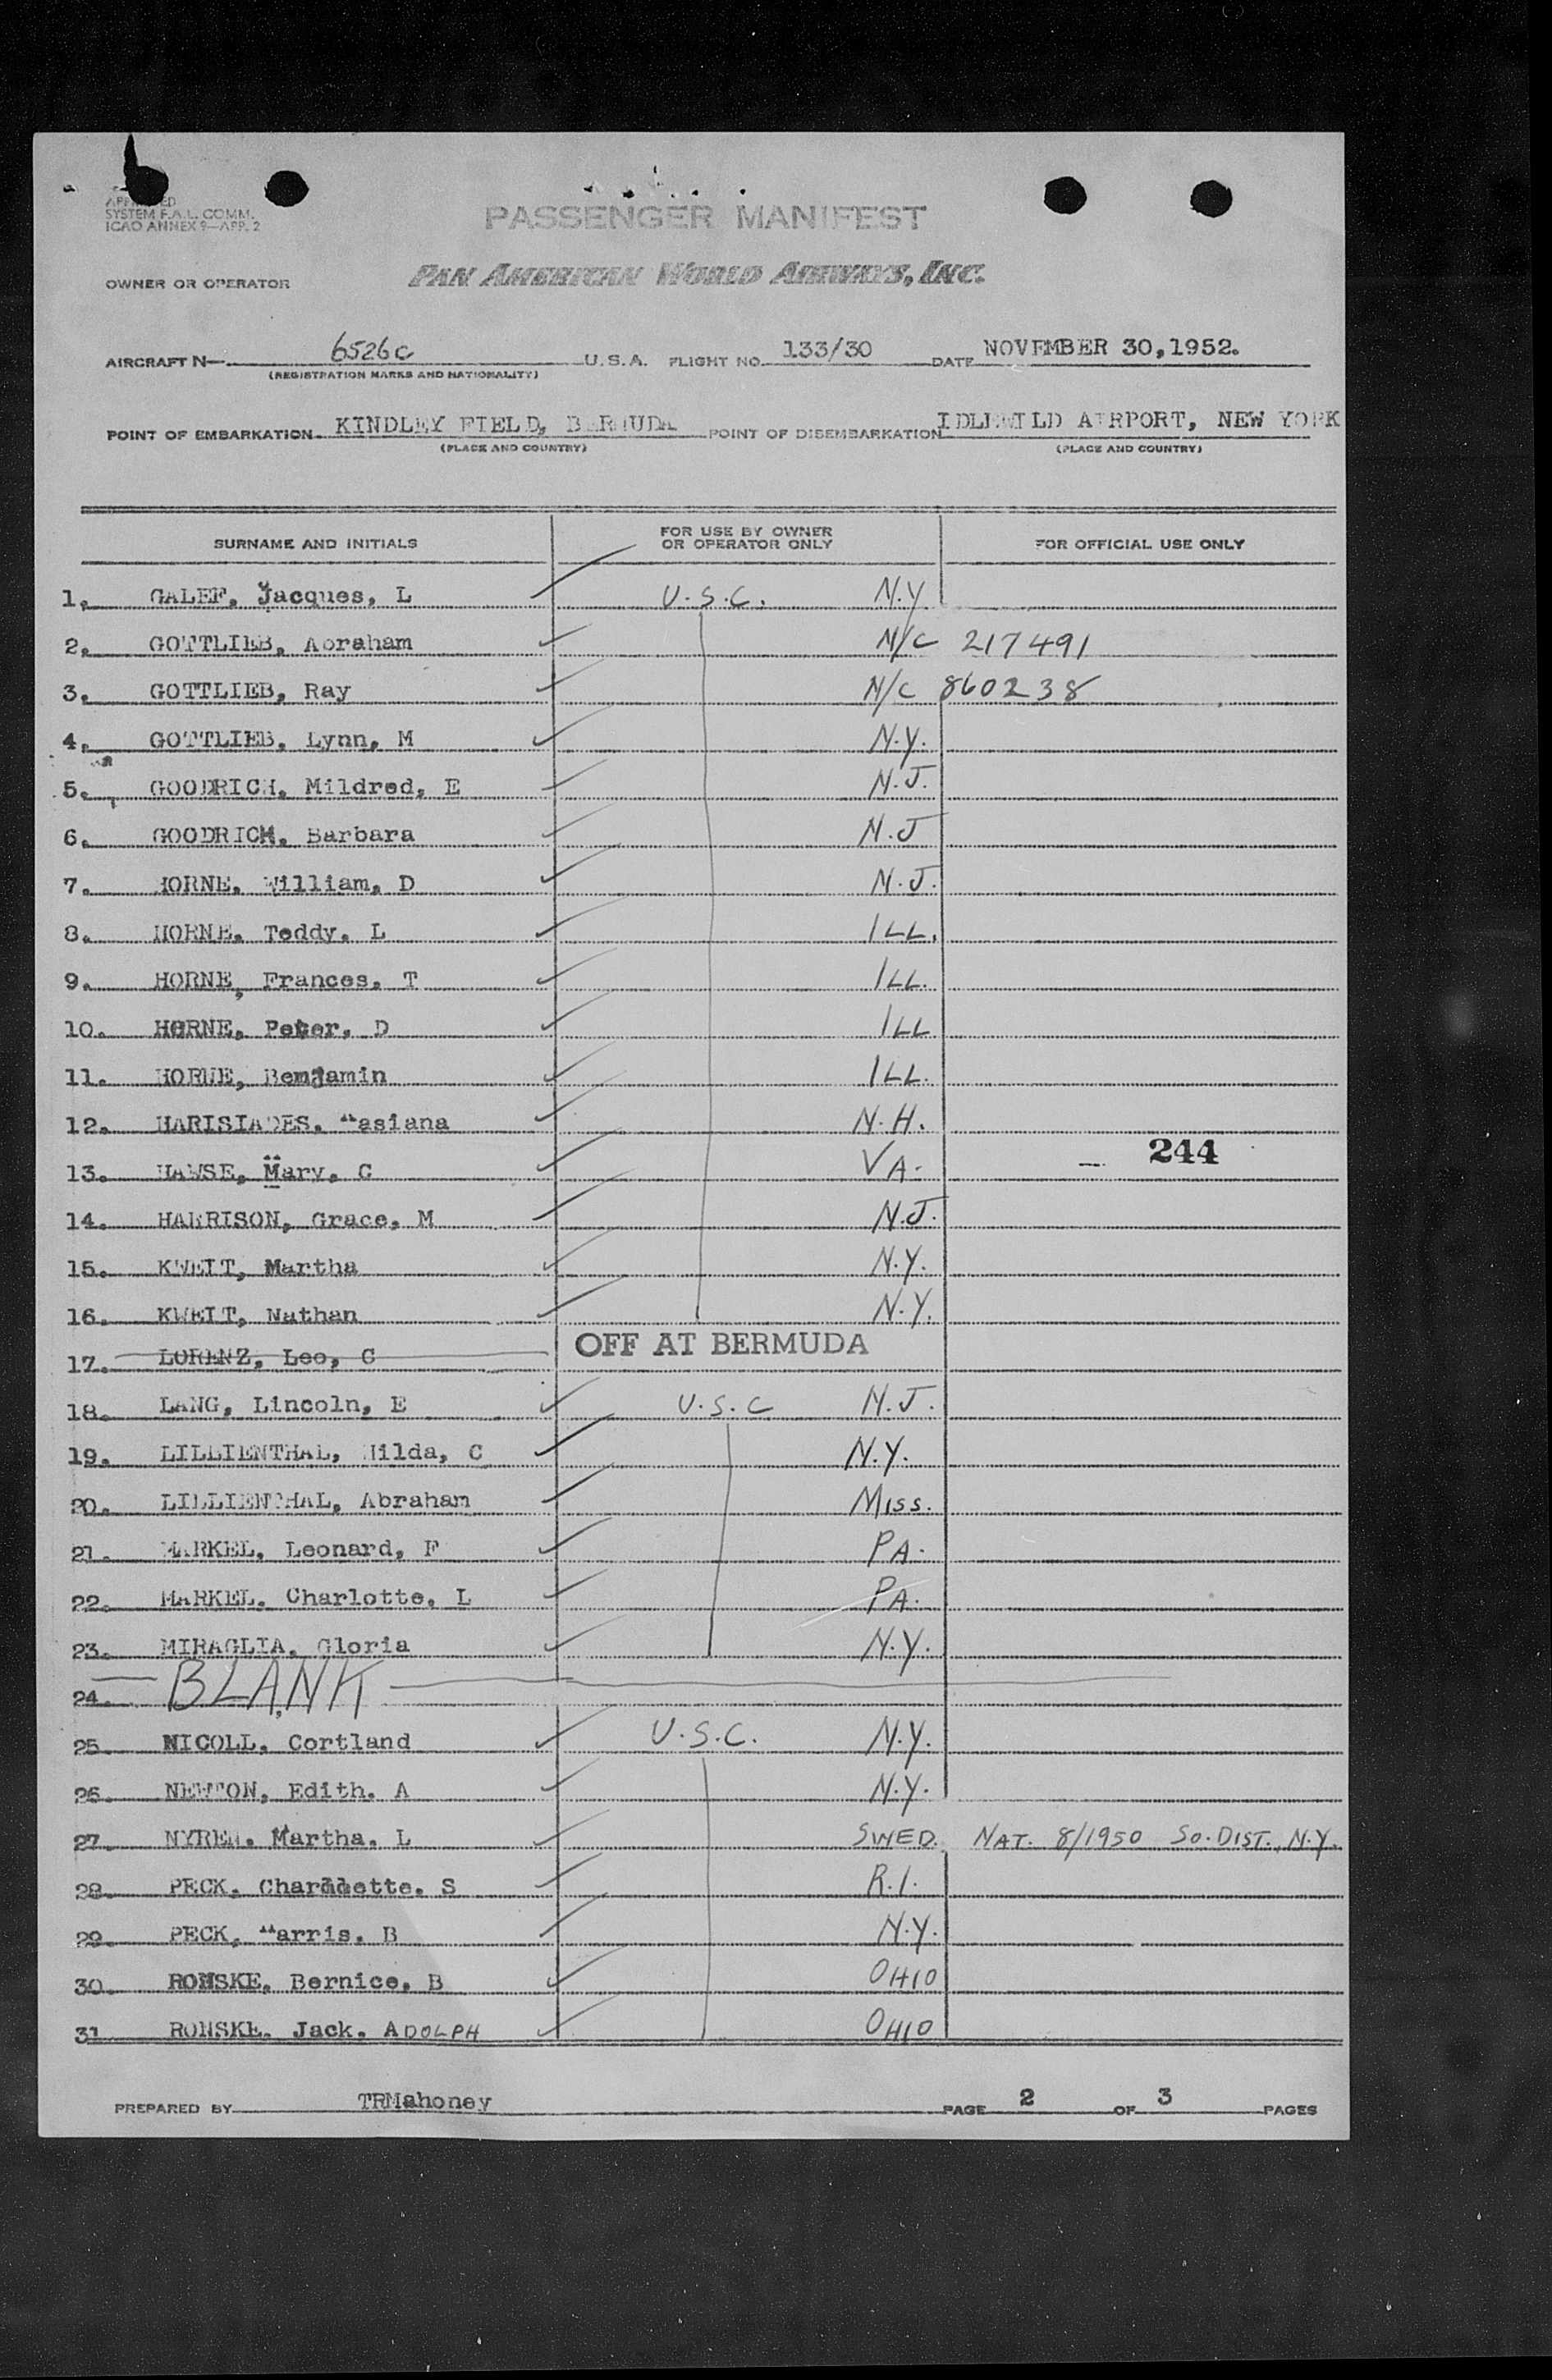 APPROVED
SYSTEM F.A.L. COMM.
ICAO ANNEX 9—APP. 2
PASSENGER MANIFEST
OWNER OR OPERATOR PAN AMERICAN WORLD AIRWAYS, INC.
AIRCRAFT N— 6526C U.S.A. FLIGHT NO. 133/30 DATE NOVEMBER 30,1952.
(REGISTRATION MARKS AND NATIONALITY)
POINT OF EMBARKATION KINDLEY FIELD, BERMUDA POINT OF DISEMBARKATION IDLEWILD AIRPORT, NEW YORK
(PLACE AND COUNTRY) (PLACE AND COUNTRY)
SURNAME AND INITIALS FOR USE BY OWNER OR OPERATOR ONLY FOR OFFICIAL USE ONLY
1. GALEF, Jacques, L U.S.C. N.Y
2. GOTTLIEB, Abraham N/C 217491
3. GOTTLIEB, Ray N/C 860238
4. GOTTLIEB, Lynn, M N.Y.
5. GOODRICH, Mildred, E N.J.
6. GOODRICH, Barbara N.J
7. HORNE, William, D N.J.
8. HORNE, Teddy, L ILL.
9. HORNE, Frances, T ILL.
10. HORNE, Peter, D ILL
11. HORNE, Benjamin ILL.
12. HARISIADES, N.H.
13. HAWSE, Mary, C VA.
244
14. HARRISON, Grace, M N.J.
15. KWEIT, Martha N.Y.
16. KWEIT, Nathan N.Y.
17. LORENZ, Leo, C OFF AT BERMUDA
18. LANG, Lincoln, E U.S.C N.J.
19. LILLIENTHAL, Hilda, C N.Y.
20. LILLIENTHAL, Abraham MISS.
21. MARKEL, Leonard, F PA.
22. MARKEL, Charlotte, L PA.
23. MIRAGLIA, Gloria N.Y.
24. BLANK
25. NICOLL, Cortland U.S.C. N.Y.
26. NEWTON, Edith, A N.Y.
27. NYREN, Martha, L SWED. NAT. 8/1950 SO. DIST. N.Y.
28. PECK, S R.I.
29. PECK, Harris, B N.Y.
30. ROMSKE, Bernice, B OHIO
31. ROMSKE, Jack, ADOLPH OHIO
PREPARED BY TRMahoney PAGE 2 OF 3 PAGES